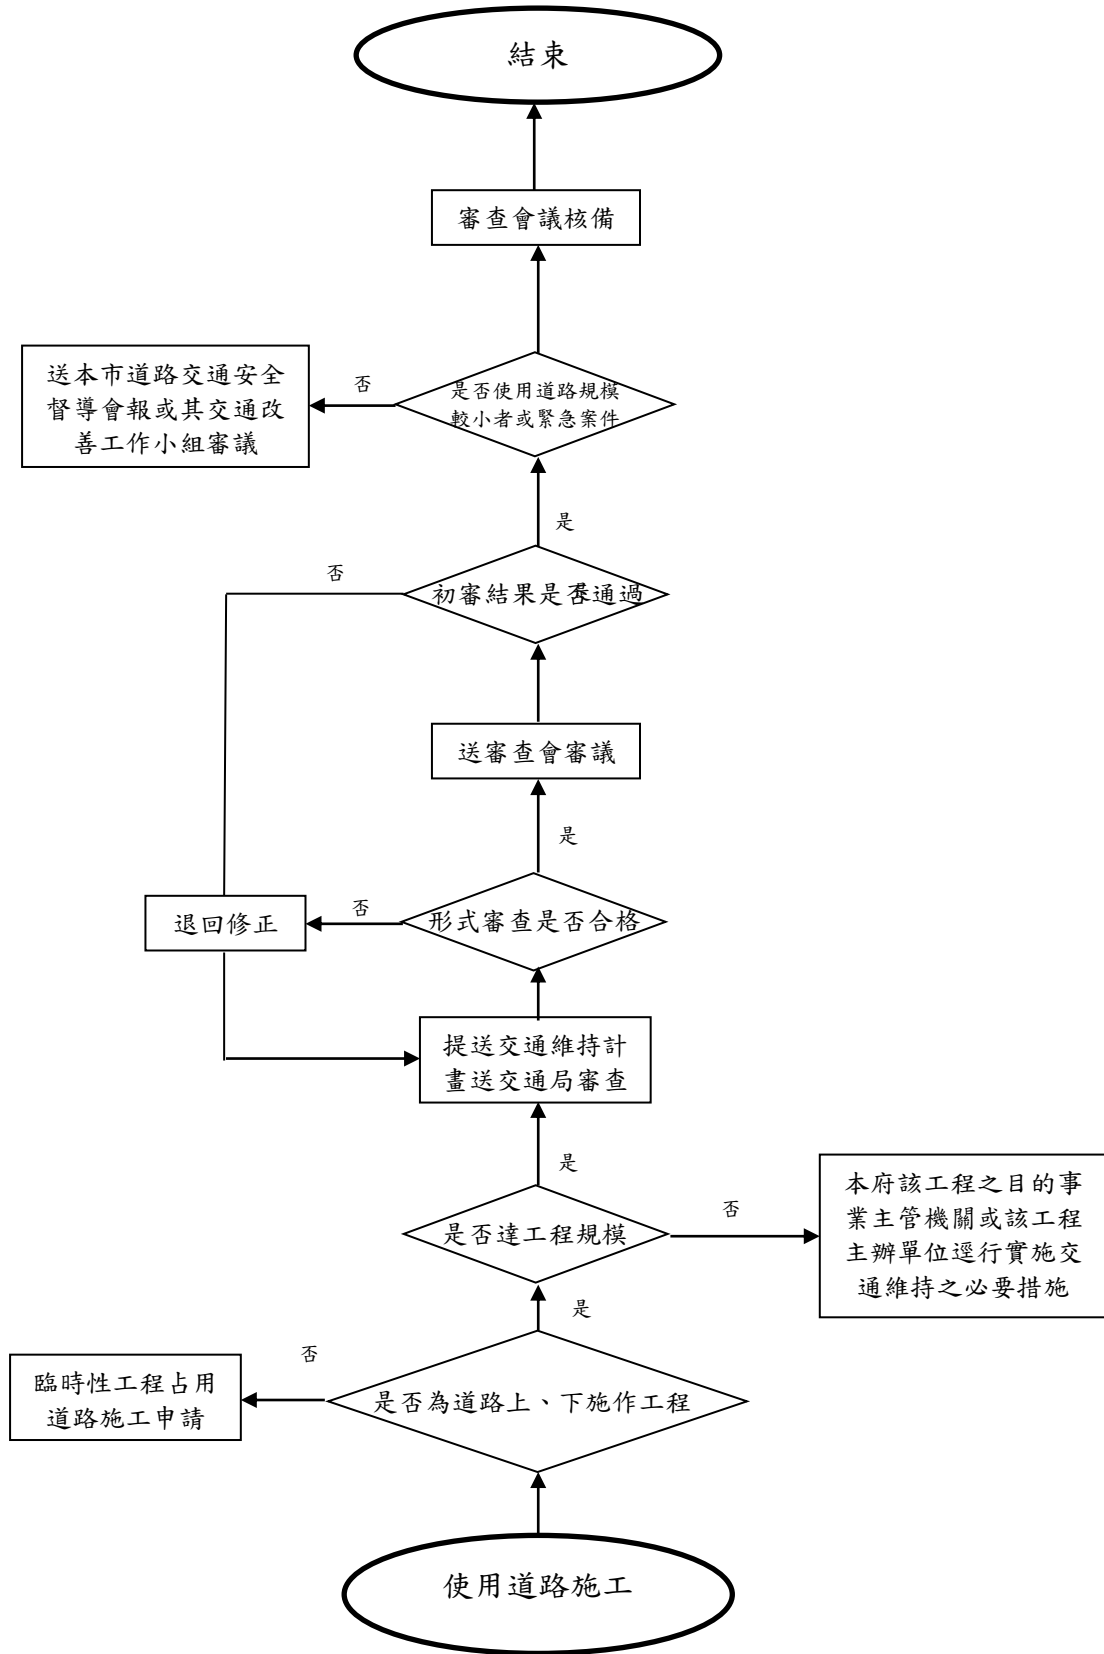 結束
審查會議核備
送本市道路交通安全
督導會報或其交通改
善工作小組審議
否
是否使用道路規模
較小者或緊急案件
是
否
初審結果是否通過
送審查會審議
是
退回修正
否
形式審查是否合格
提送交通維持計
畫送交通局審查
是
是否達工程規模
否
本府該工程之目的事
業主管機關或該工程
主辦單位逕行實施交
通維持之必要措施
是
否
臨時性工程占用
道路施工申請
是否為道路上、下施作工程
使用道路施工